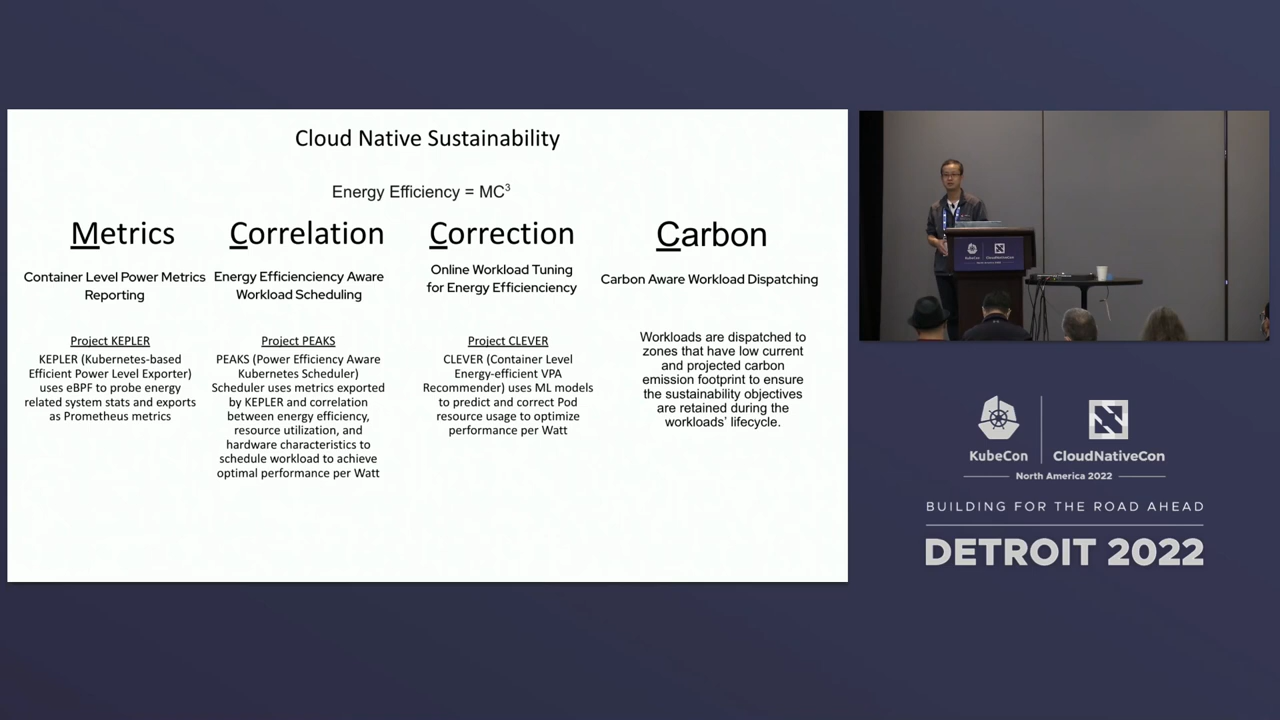 Cloud Native Sustainability
Energy Efficiency = MC³
Metrics
Container Level Power Metrics
Reporting
Project KEPLER
KEPLER (Kubernetes-based
Efficient Power Level Exporter)
uses eBPF to probe energy
related system stats and exports
as Prometheus metrics
Correlation
Energy Efficienciency Aware
Workload Scheduling
Project PEAKS
PEAKS (Power Efficiency Aware
Kubernetes Scheduler)
Scheduler uses metrics exported
by KEPLER and correlation
between energy efficiency,
resource utilization, and
hardware characteristics to
schedule workload to achieve
optimal performance per Watt
Correction
Online Workload Tuning
for Energy Efficienciency
Project CLEVER
CLEVER (Container Level
Energy-efficient VPA
Recommender) uses ML models
to predict and correct Pod
resource usage to optimize
performance per Watt
Carbon
Carbon Aware Workload Dispatching
Workloads are dispatched to
zones that have low current
and projected carbon
emission footprint to ensure
the sustainability objectives
are retained during the
workloads' lifecycle.
KubeCon CloudNativeCon
KubeCon CloudNativeCon
North America 2022
BUILDING FOR THE ROAD AHEAD
DETROIT 2022